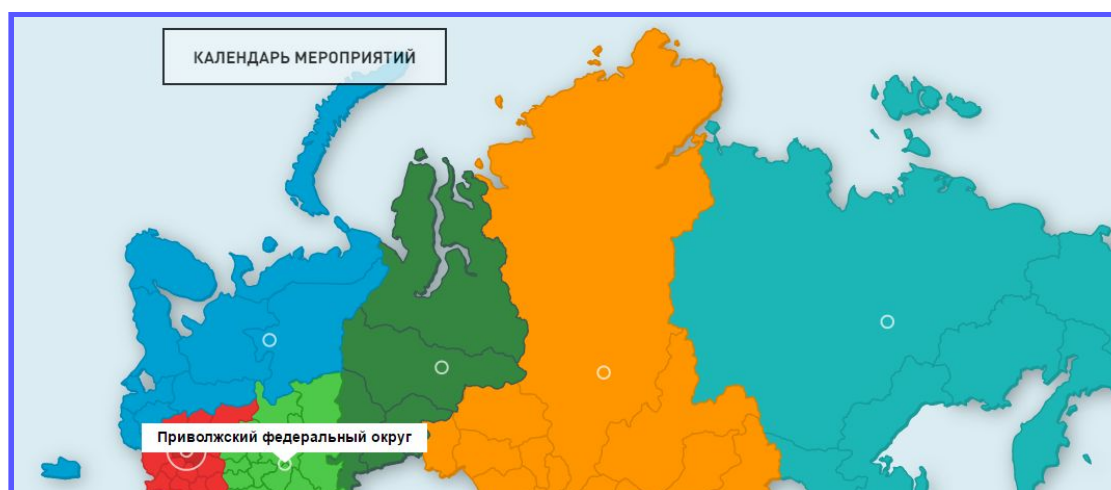 КАЛЕНДАРЬ МЕРОПРИЯТИЙ
Приволжский федеральный округ